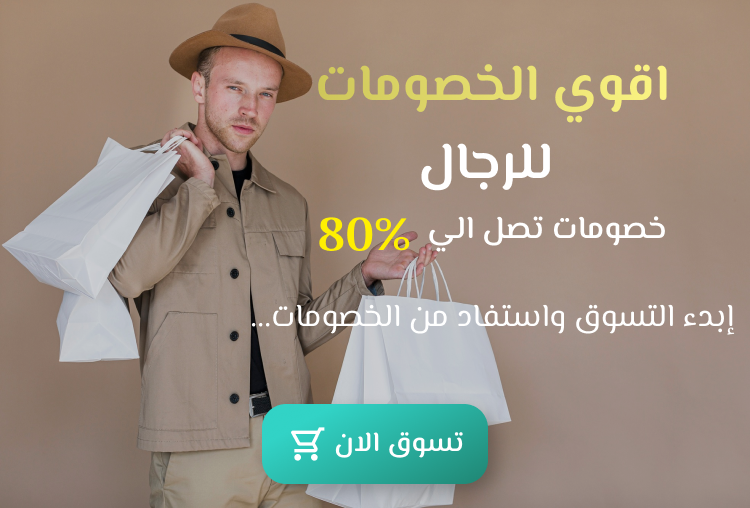 اقوي الخصومات
للرجال
خصومات تصل الي 80%
إبدء التسوق واستفاد من الخصومات...
تسوق الان